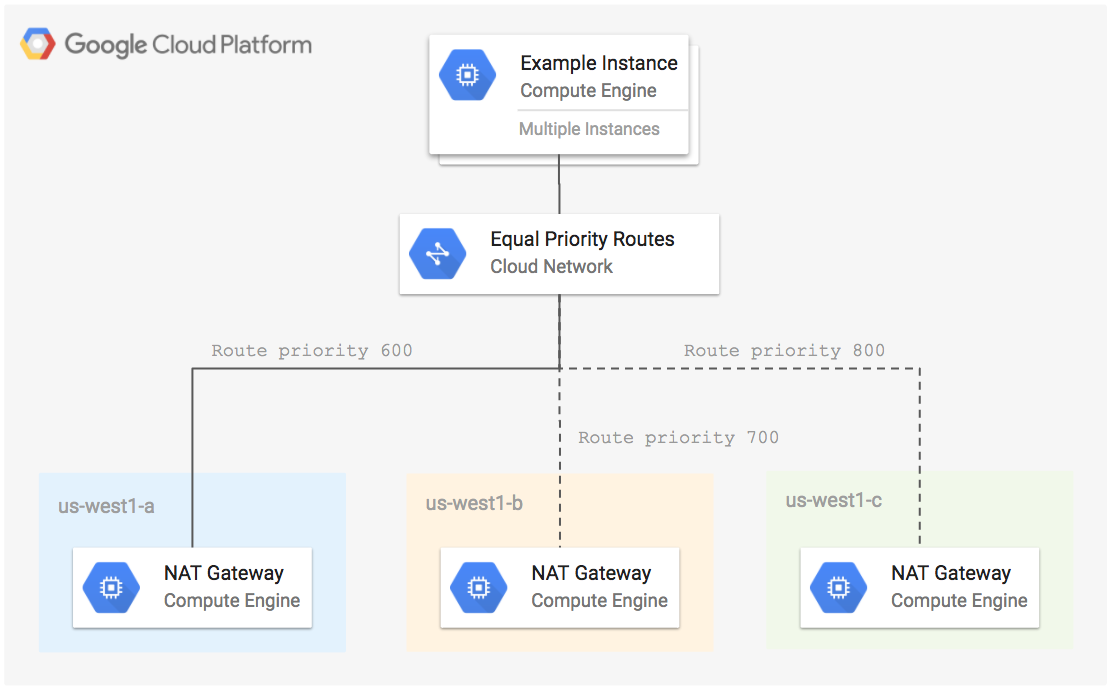 Google Cloud Platform
Example Instance
Compute Engine
Multiple Instances
Equal Priority Routes
Cloud Network
Route priority 600
Route priority 800
Route priority 700
us-west1-a
us-west1-b
us-west1-c
NAT Gateway
Compute Engine
NAT Gateway
Compute Engine
NAT Gateway
Compute Engine